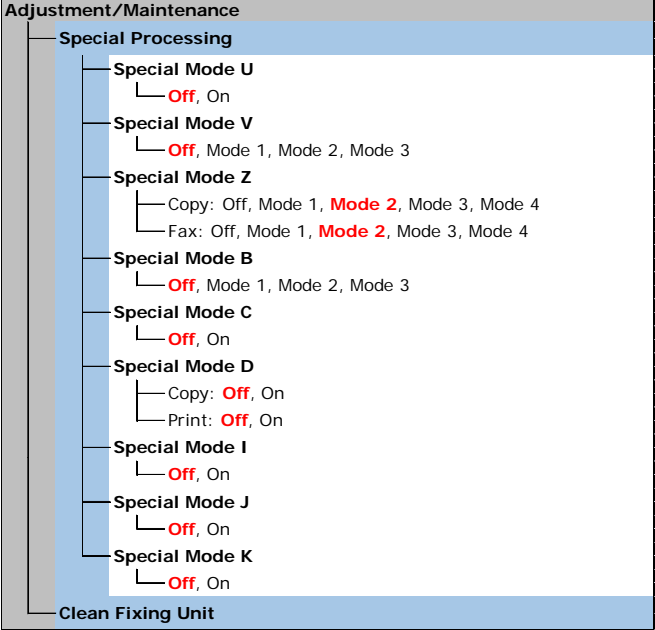 Adjustment/Maintenance
Special Processing
Special Mode U
Off, On
Special Mode V
Off, Mode 1, Mode 2, Mode 3
Special Mode Z
Copy: Off, Mode 1, Mode 2, Mode 3, Mode 4
Fax: Off, Mode 1, Mode 2, Mode 3, Mode 4
Special Mode B
Off, Mode 1, Mode 2, Mode 3
Special Mode C
Off, On
Special Mode D
Copy: Off, On
Print: Off, On
Special Mode I
Off, On
Special Mode J
Off, On
Special Mode K
Off, On
Clean Fixing Unit